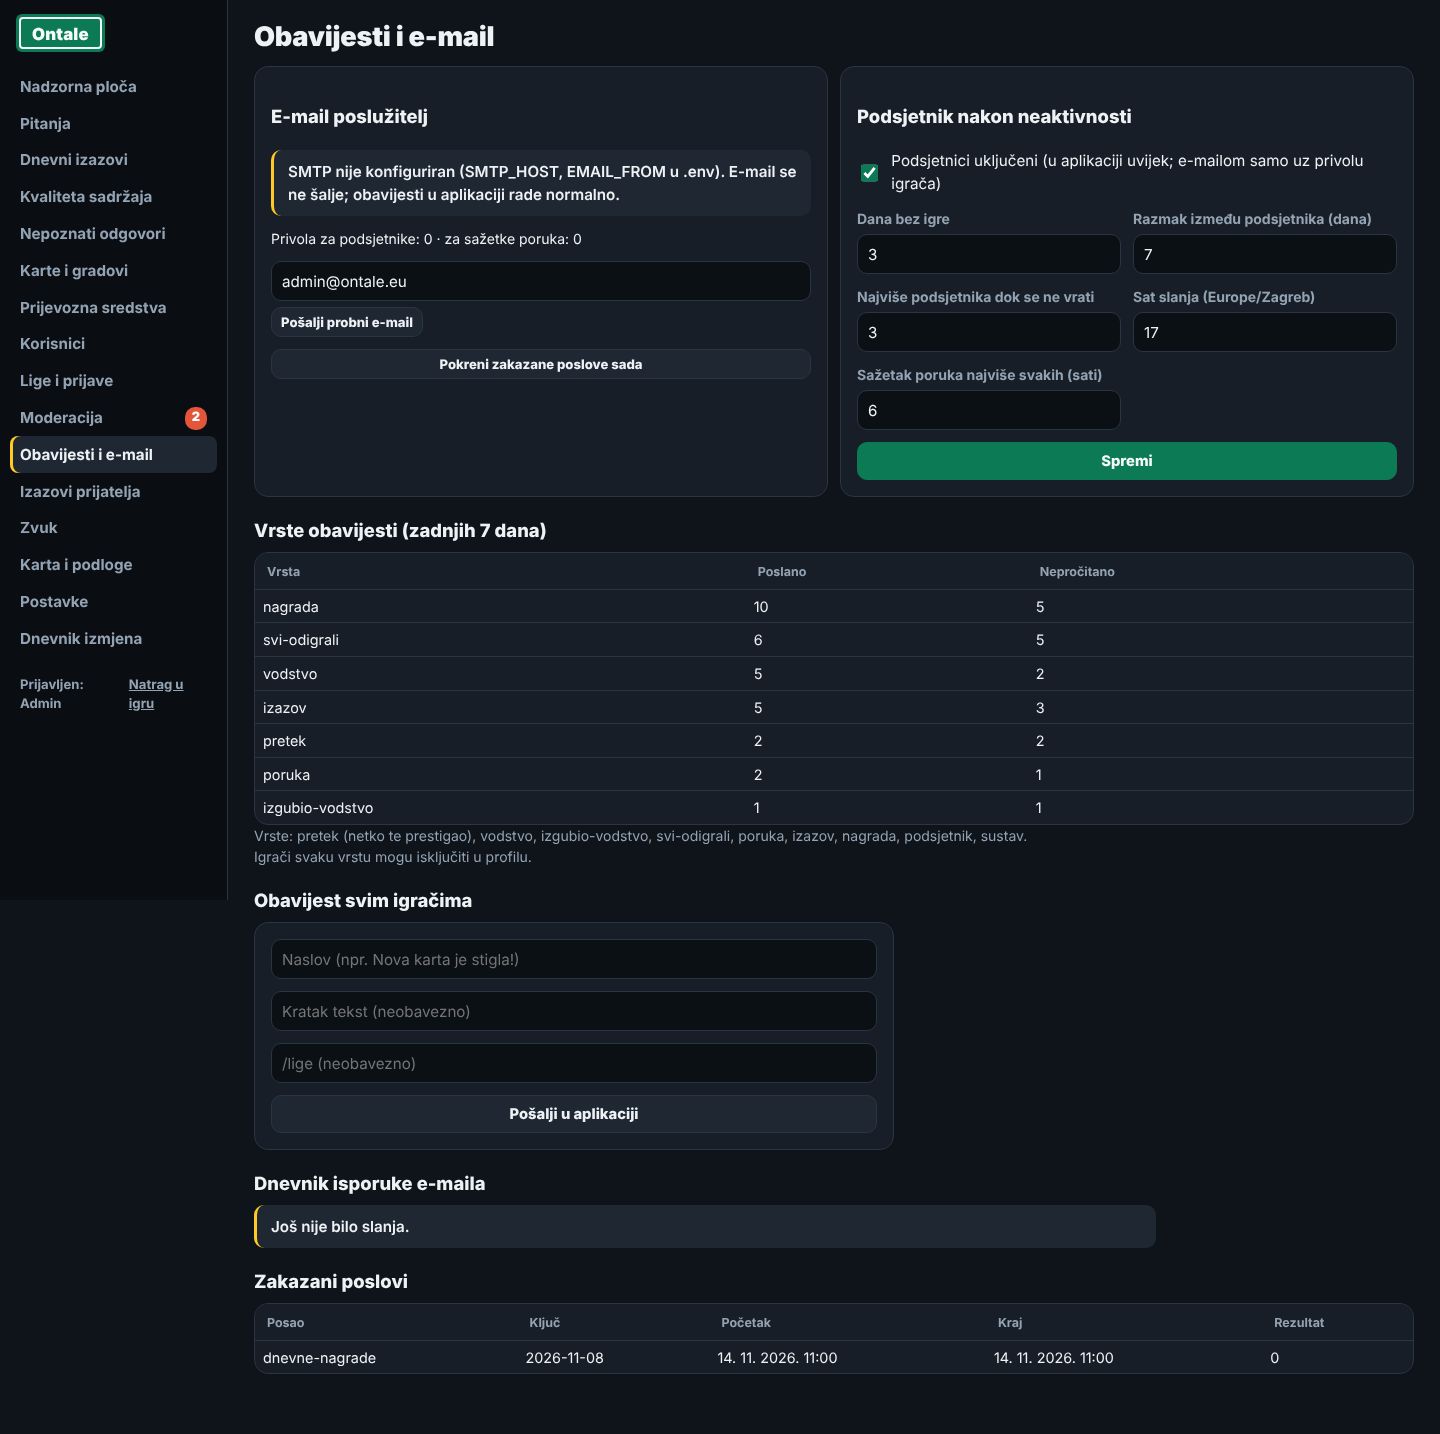 Ontale
Nadzorna ploča
Pitanja
Dnevni izazovi
Kvaliteta sadržaja
Nepoznati odgovori
Karte i gradovi
Prijevozna sredstva
Korisnici
Lige i prijave
Moderacija 2
Obavijesti i e-mail
Izazovi prijatelja
Zvuk
Karta i podloge
Postavke
Dnevnik izmjena
Prijavljen: Admin
Natrag u igru
Obavijesti i e-mail
E-mail poslužitelj
SMTP nije konfiguriran (SMTP_HOST, EMAIL_FROM u .env). E-mail se
ne šalje; obavijesti u aplikaciji rade normalno.
Privola za podsjetnike: 0 · za sažetke poruka: 0
admin@ontale.eu
Pošalji probni e-mail
Pokreni zakazane poslove sada
Podsjetnik nakon neaktivnosti
Podsjetnici uključeni (u aplikaciji uvijek; e-mailom samo uz privolu
igrača)
Dana bez igre Razmak između podsjetnika (dana)
3 7
Najviše podsjetnika dok se ne vrati Sat slanja (Europe/Zagreb)
3 17
Sažetak poruka najviše svakih (sati)
6
Spremi
Vrste obavijesti (zadnjih 7 dana)
Vrsta Poslano Nepročitano
nagrada 10 5
svi-odigrali 6 5
vodstvo 5 2
izazov 5 3
pretek 2 2
poruka 2 1
izgubio-vodstvo 1 1
Vrste: pretek (netko te prestigao), vodstvo, izgubio-vodstvo, svi-odigrali, poruka, izazov, nagrada, podsjetnik, sustav.
Igrači svaku vrstu mogu isključiti u profilu.
Obavijest svim igračima
Naslov (npr. Nova karta je stigla!)
Kratak tekst (neobavezno)
/lige (neobavezno)
Pošalji u aplikaciji
Dnevnik isporuke e-maila
Još nije bilo slanja.
Zakazani poslovi
Posao Ključ Početak Kraj Rezultat
dnevne-nagrade 2026-11-08 14. 11. 2026. 11:00 14. 11. 2026. 11:00 0